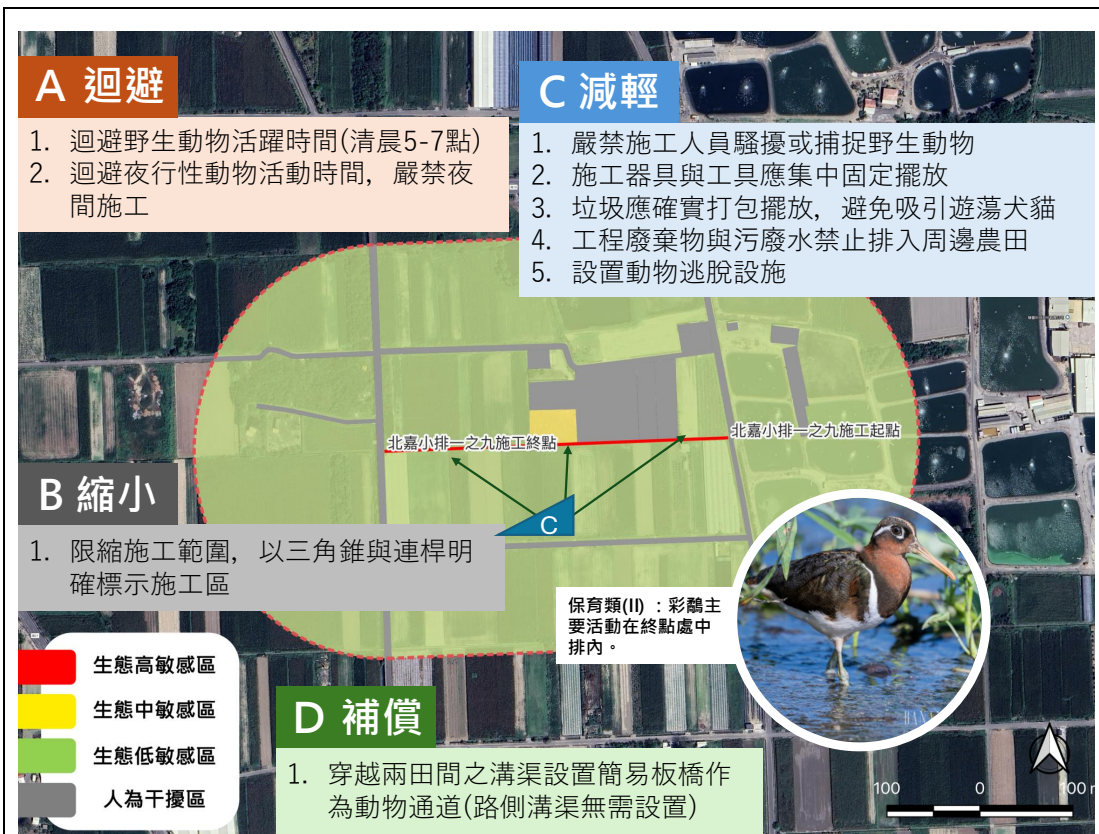 A 迴避
1. 迴避野生動物活躍時間(清晨5-7點)
2. 迴避夜行性動物活動時間，嚴禁夜
間施工
C 減輕
1. 嚴禁施工人員騷擾或捕捉野生動物
2. 施工器具與工具應集中固定擺放
3. 垃圾應確實打包擺放，避免吸引遊蕩犬貓
4. 工程廢棄物與污廢水禁止排入周邊農田
5. 設置動物逃脫設施
北嘉小排一之九施工終點
北嘉小排一之九施工起點
B 縮小
1. 限縮施工範圍，以三角錐與連桿明
確標示施工區
C
保育類(II) ：彩鷸主
要活動在終點處中
排內。
生態高敏感區
生態中敏感區
生態低敏感區
人為干擾區
D 補償
1. 穿越兩田間之溝渠設置簡易板橋作
為動物通道(路側溝渠無需設置)
100 0 100 m